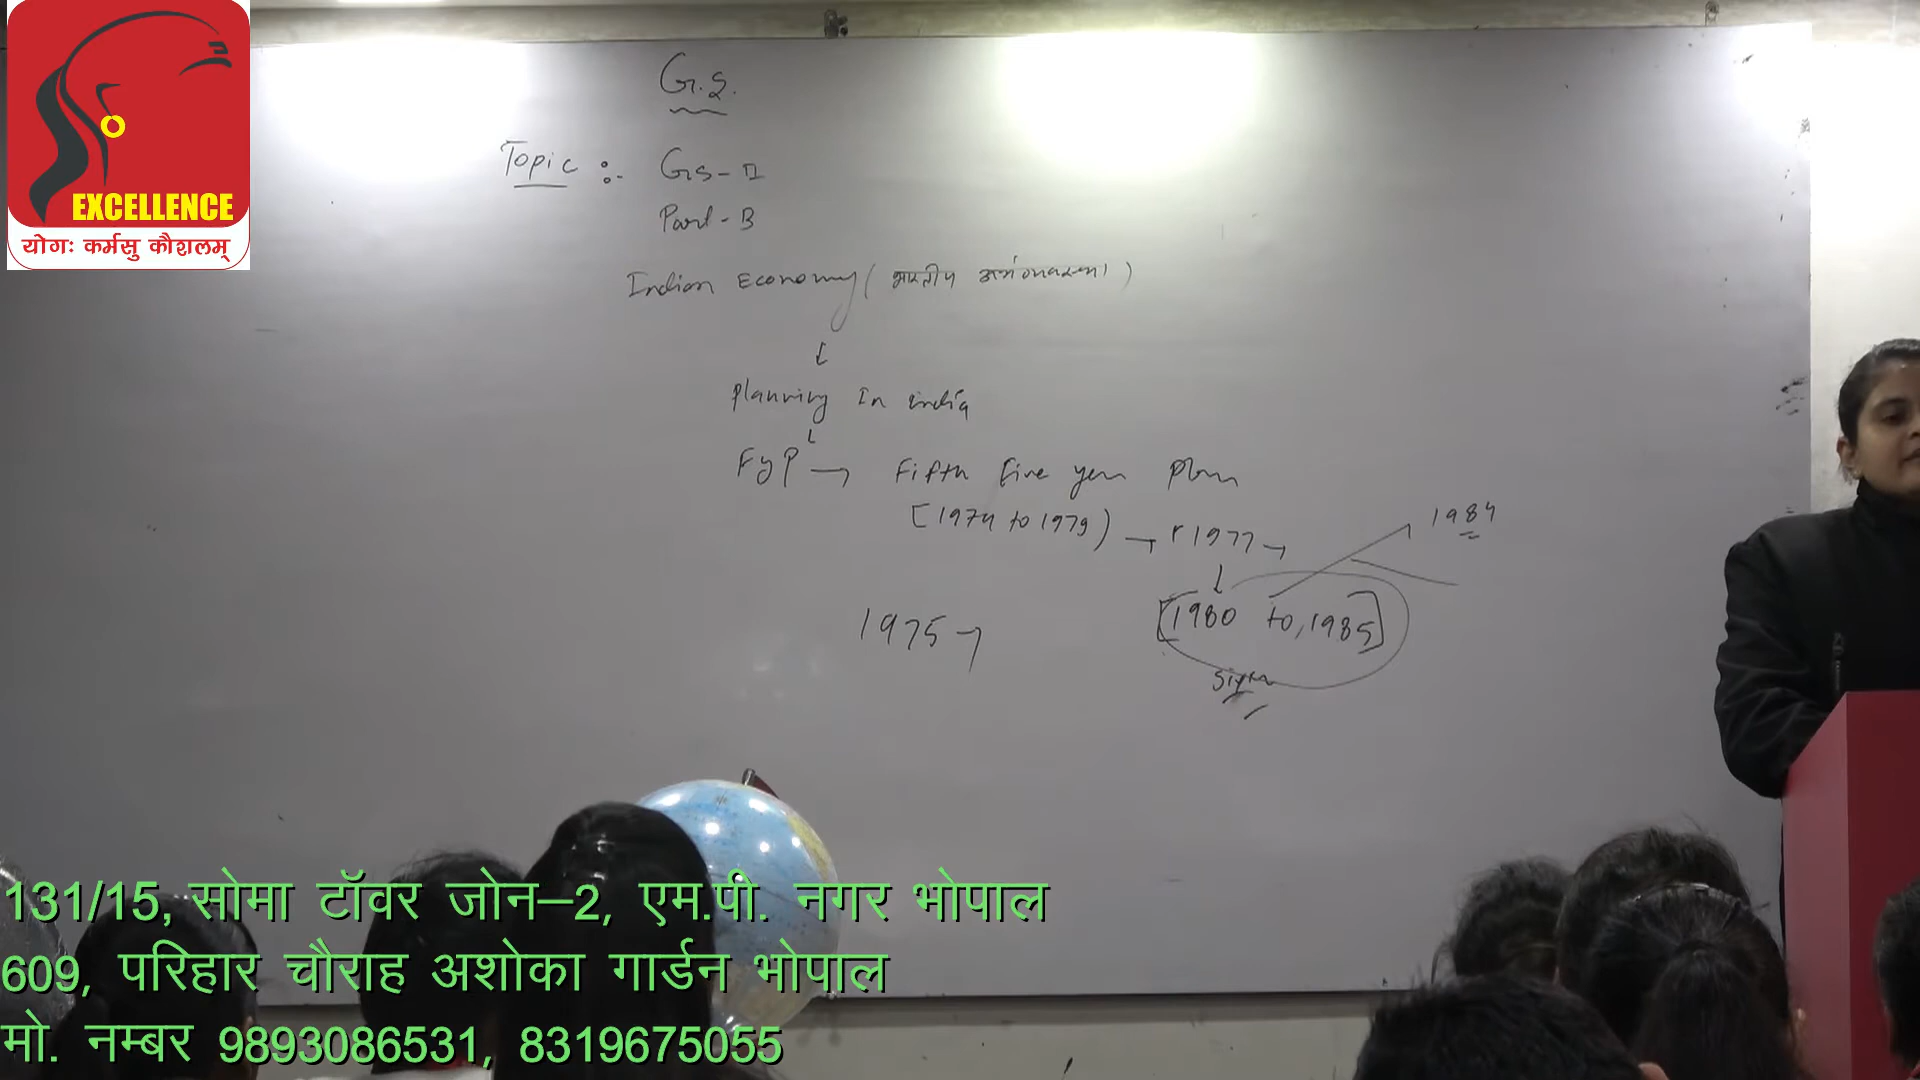 EXCELLENCE
योगः कर्मसु कौशलम्
G.S.
Topic :- GS-II
Part-B
Indian Economy (भारतीय अर्थव्यवस्था)
↓
Planning In india
↓
FyP → Fifth five year Plan
[1974 to 1979) → 1977 →
1984
↓
1975 →
[1980 to, 1985]
Sixth
131/15, सोमा टॉवर जोन–2, एम.पी. नगर भोपाल
609, परिहार चौराह अशोका गार्डन भोपाल
मो. नम्बर 9893086531, 8319675055